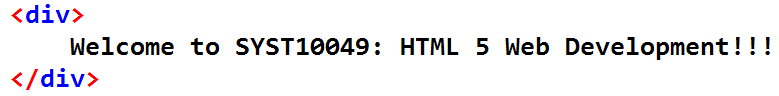 <div>
Welcome to SYST10049: HTML 5 Web Development!!!
</div>